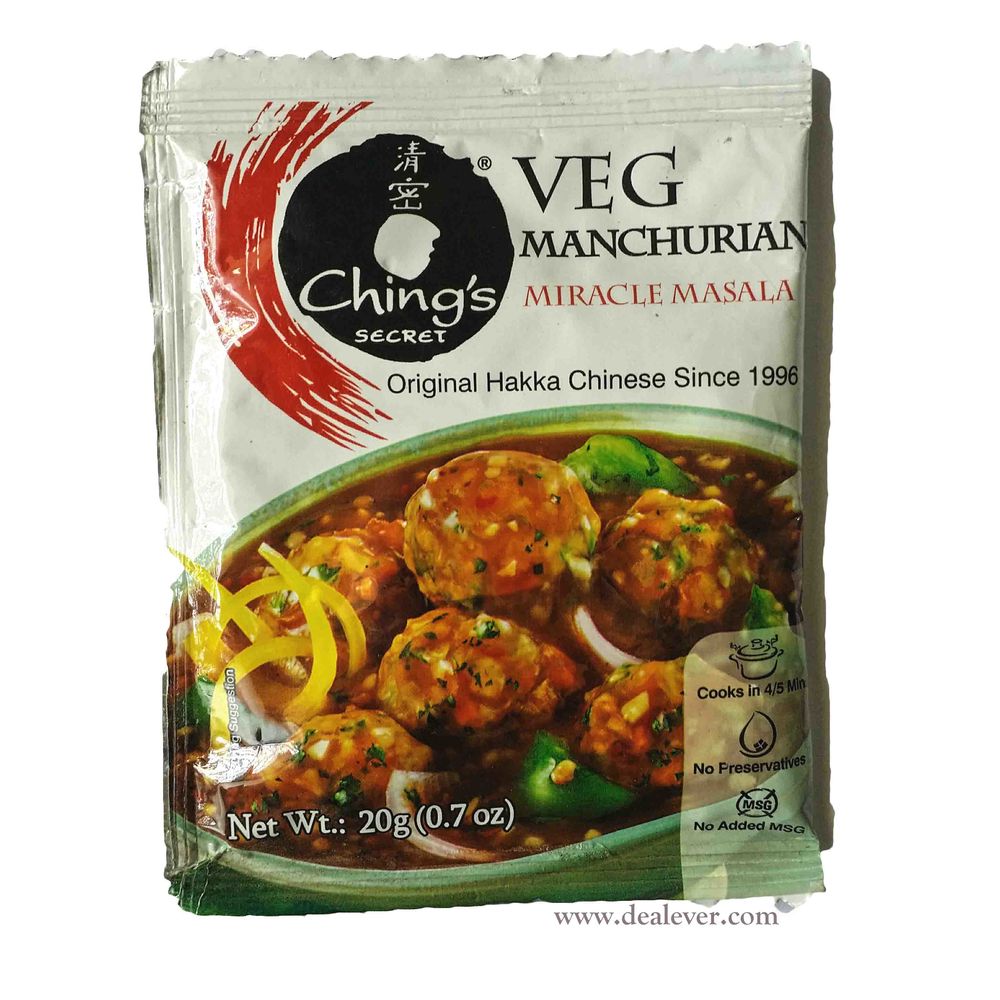 清
密
Ching's
SECRET
®
VEG
MANCHURIAN
MIRACLE MASALA
Original Hakka Chinese Since 1996
Cooks in 4/5 Min
No Preservatives
MSG
No Added MSG
Suggestion
Net Wt.: 20g (0.7 oz)
www.dealever.com